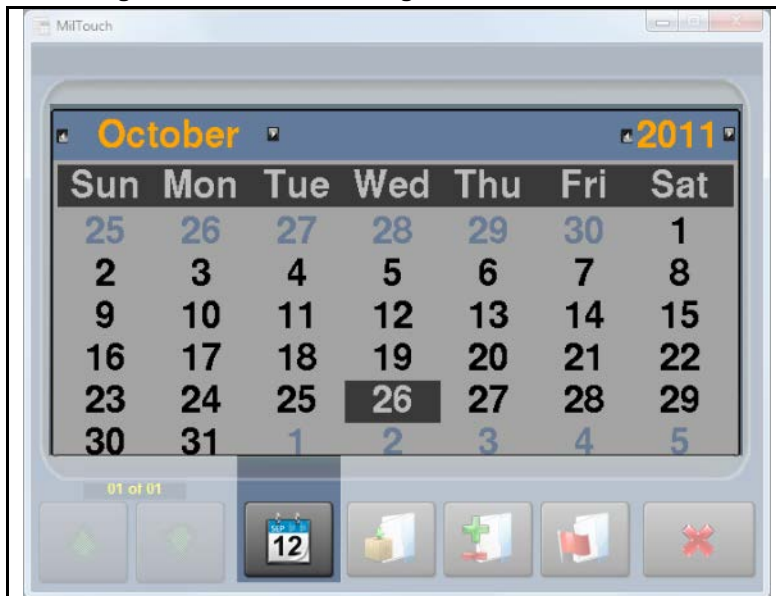 MilTouch
October 2011
Sun Mon Tue Wed Thu Fri Sat
25 26 27 28 29 30 1
2 3 4 5 6 7 8
9 10 11 12 13 14 15
16 17 18 19 20 21 22
23 24 25 26 27 28 29
30 31 1 2 3 4 5
01 of 01
SEP
12